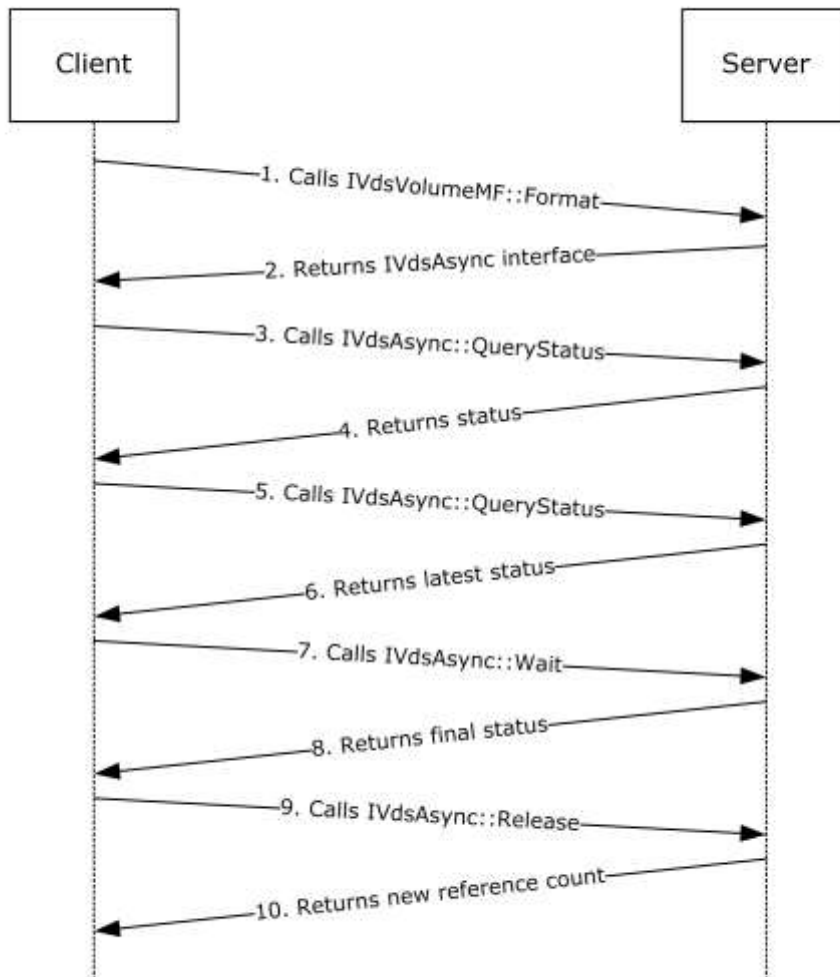 Client
Server
1. Calls IVdsVolumeMF::Format
2. Returns IVdsAsync interface
3. Calls IVdsAsync::QueryStatus
4. Returns status
5. Calls IVdsAsync::QueryStatus
6. Returns latest status
7. Calls IVdsAsync::Wait
8. Returns final status
9. Calls IVdsAsync::Release
10. Returns new reference count